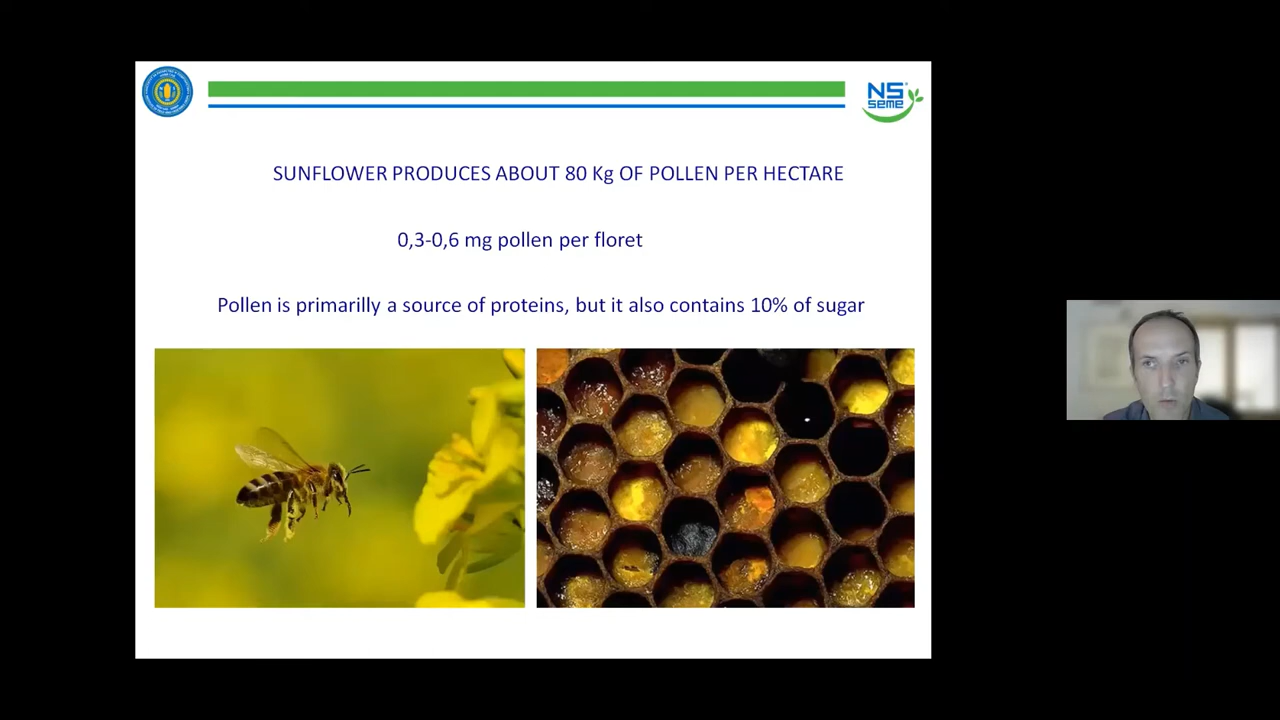 NS
seme
SUNFLOWER PRODUCES ABOUT 80 Kg OF POLLEN PER HECTARE
0,3-0,6 mg pollen per floret
Pollen is primarilly a source of proteins, but it also contains 10% of sugar